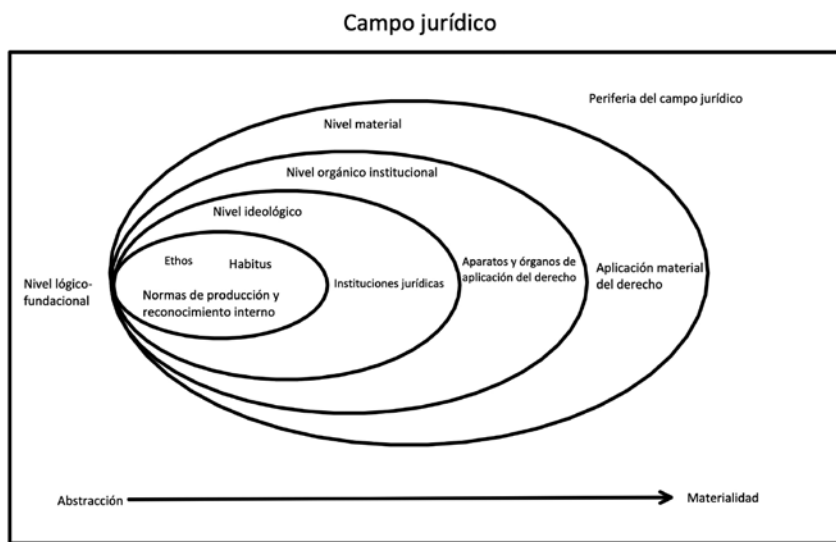 Campo jurídico
Periferia del campo jurídico
Nivel material
Nivel orgánico institucional
Nivel ideológico
Ethos
Habitus
Nivel lógico-
fundacional
Normas de producción y
reconocimiento interno
Instituciones jurídicas
Aparatos y órganos de
aplicación del derecho
Aplicación material
del derecho
Abstracción
Materialidad